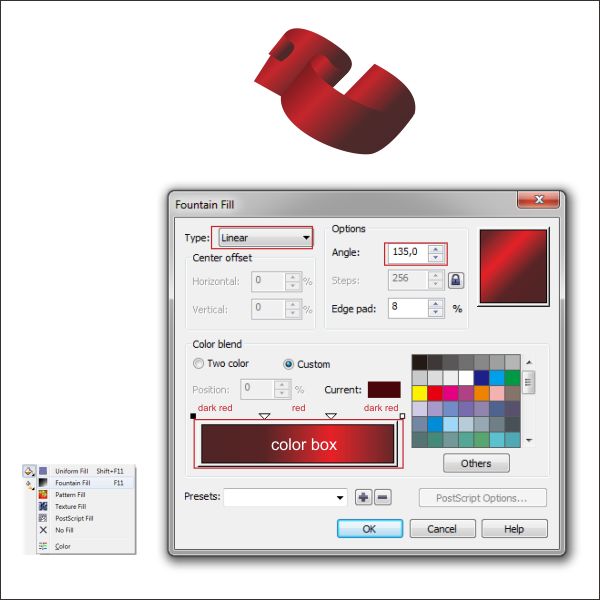 Fountain Fill
x
Type: Linear
Center offset
Horizontal: 0 %
Vertical: 0 %
Options
Angle: 135,0
Steps: 256
Edge pad: 8 %
Color blend
Two color Custom
Position: 0 % Current:
dark red red dark red
color box
Others
Presets:
PostScript Options...
OK Cancel Help
Uniform Fill Shift+F11
Fountain Fill F11
Pattern Fill
Texture Fill
PostScript Fill
No Fill
Color